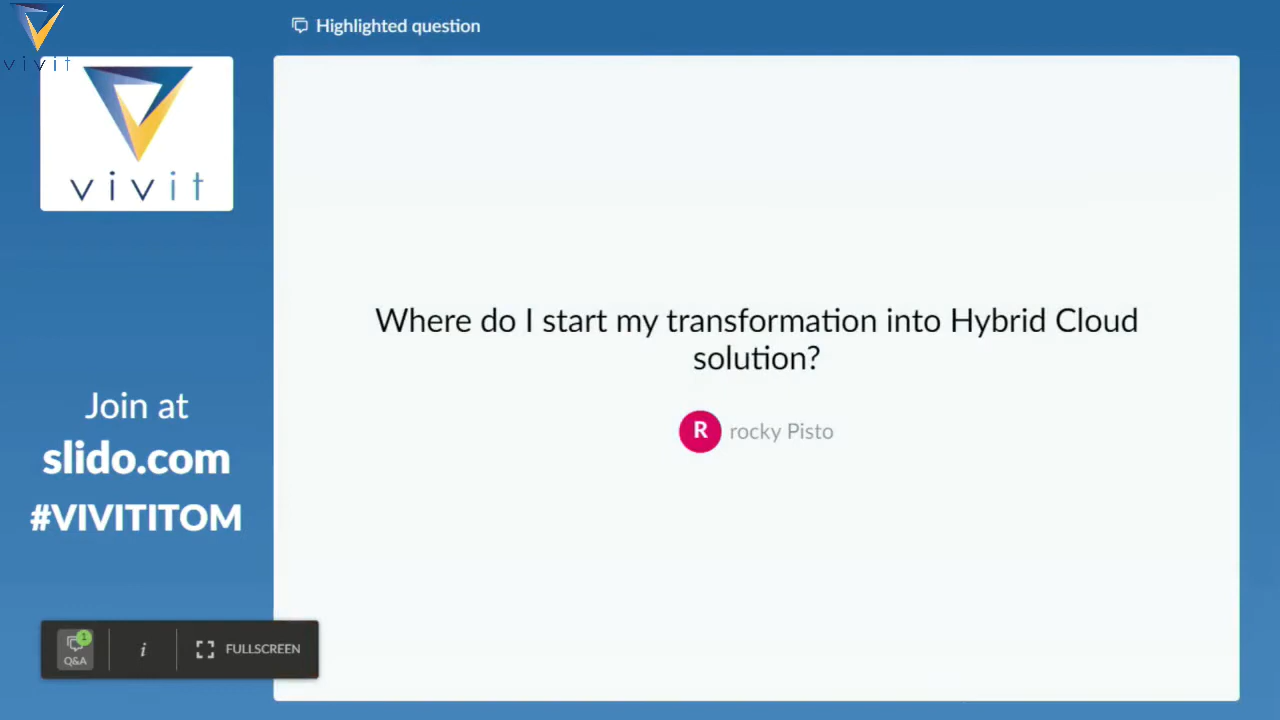 vivit
Highlighted question
vivit
Where do I start my transformation into Hybrid Cloud
solution?
R rocky Pisto
Join at
slido.com
#VIVITITOM
1
Q&A
i
FULLSCREEN